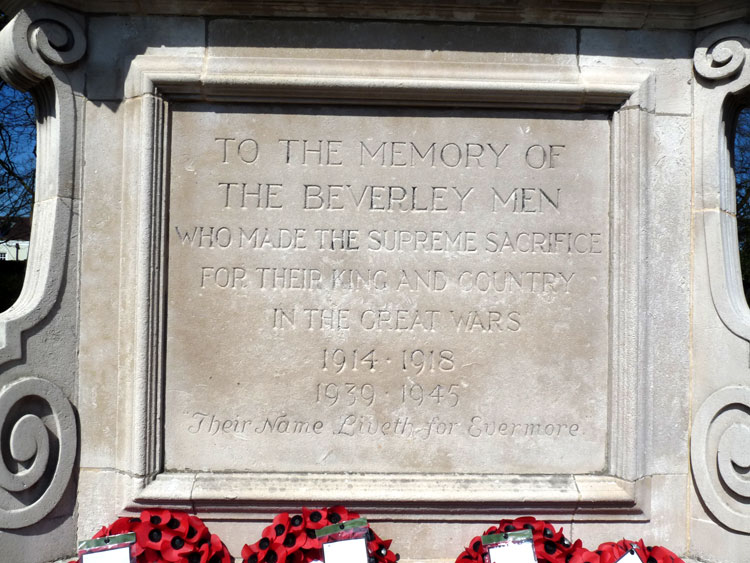 TO THE MEMORY OF
THE BEVERLEY MEN
WHO MADE THE SUPREME SACRIFICE
FOR THEIR KING AND COUNTRY
IN THE GREAT WARS
1914 · 1918
1939 · 1945
"Their Name Liveth for Evermore"